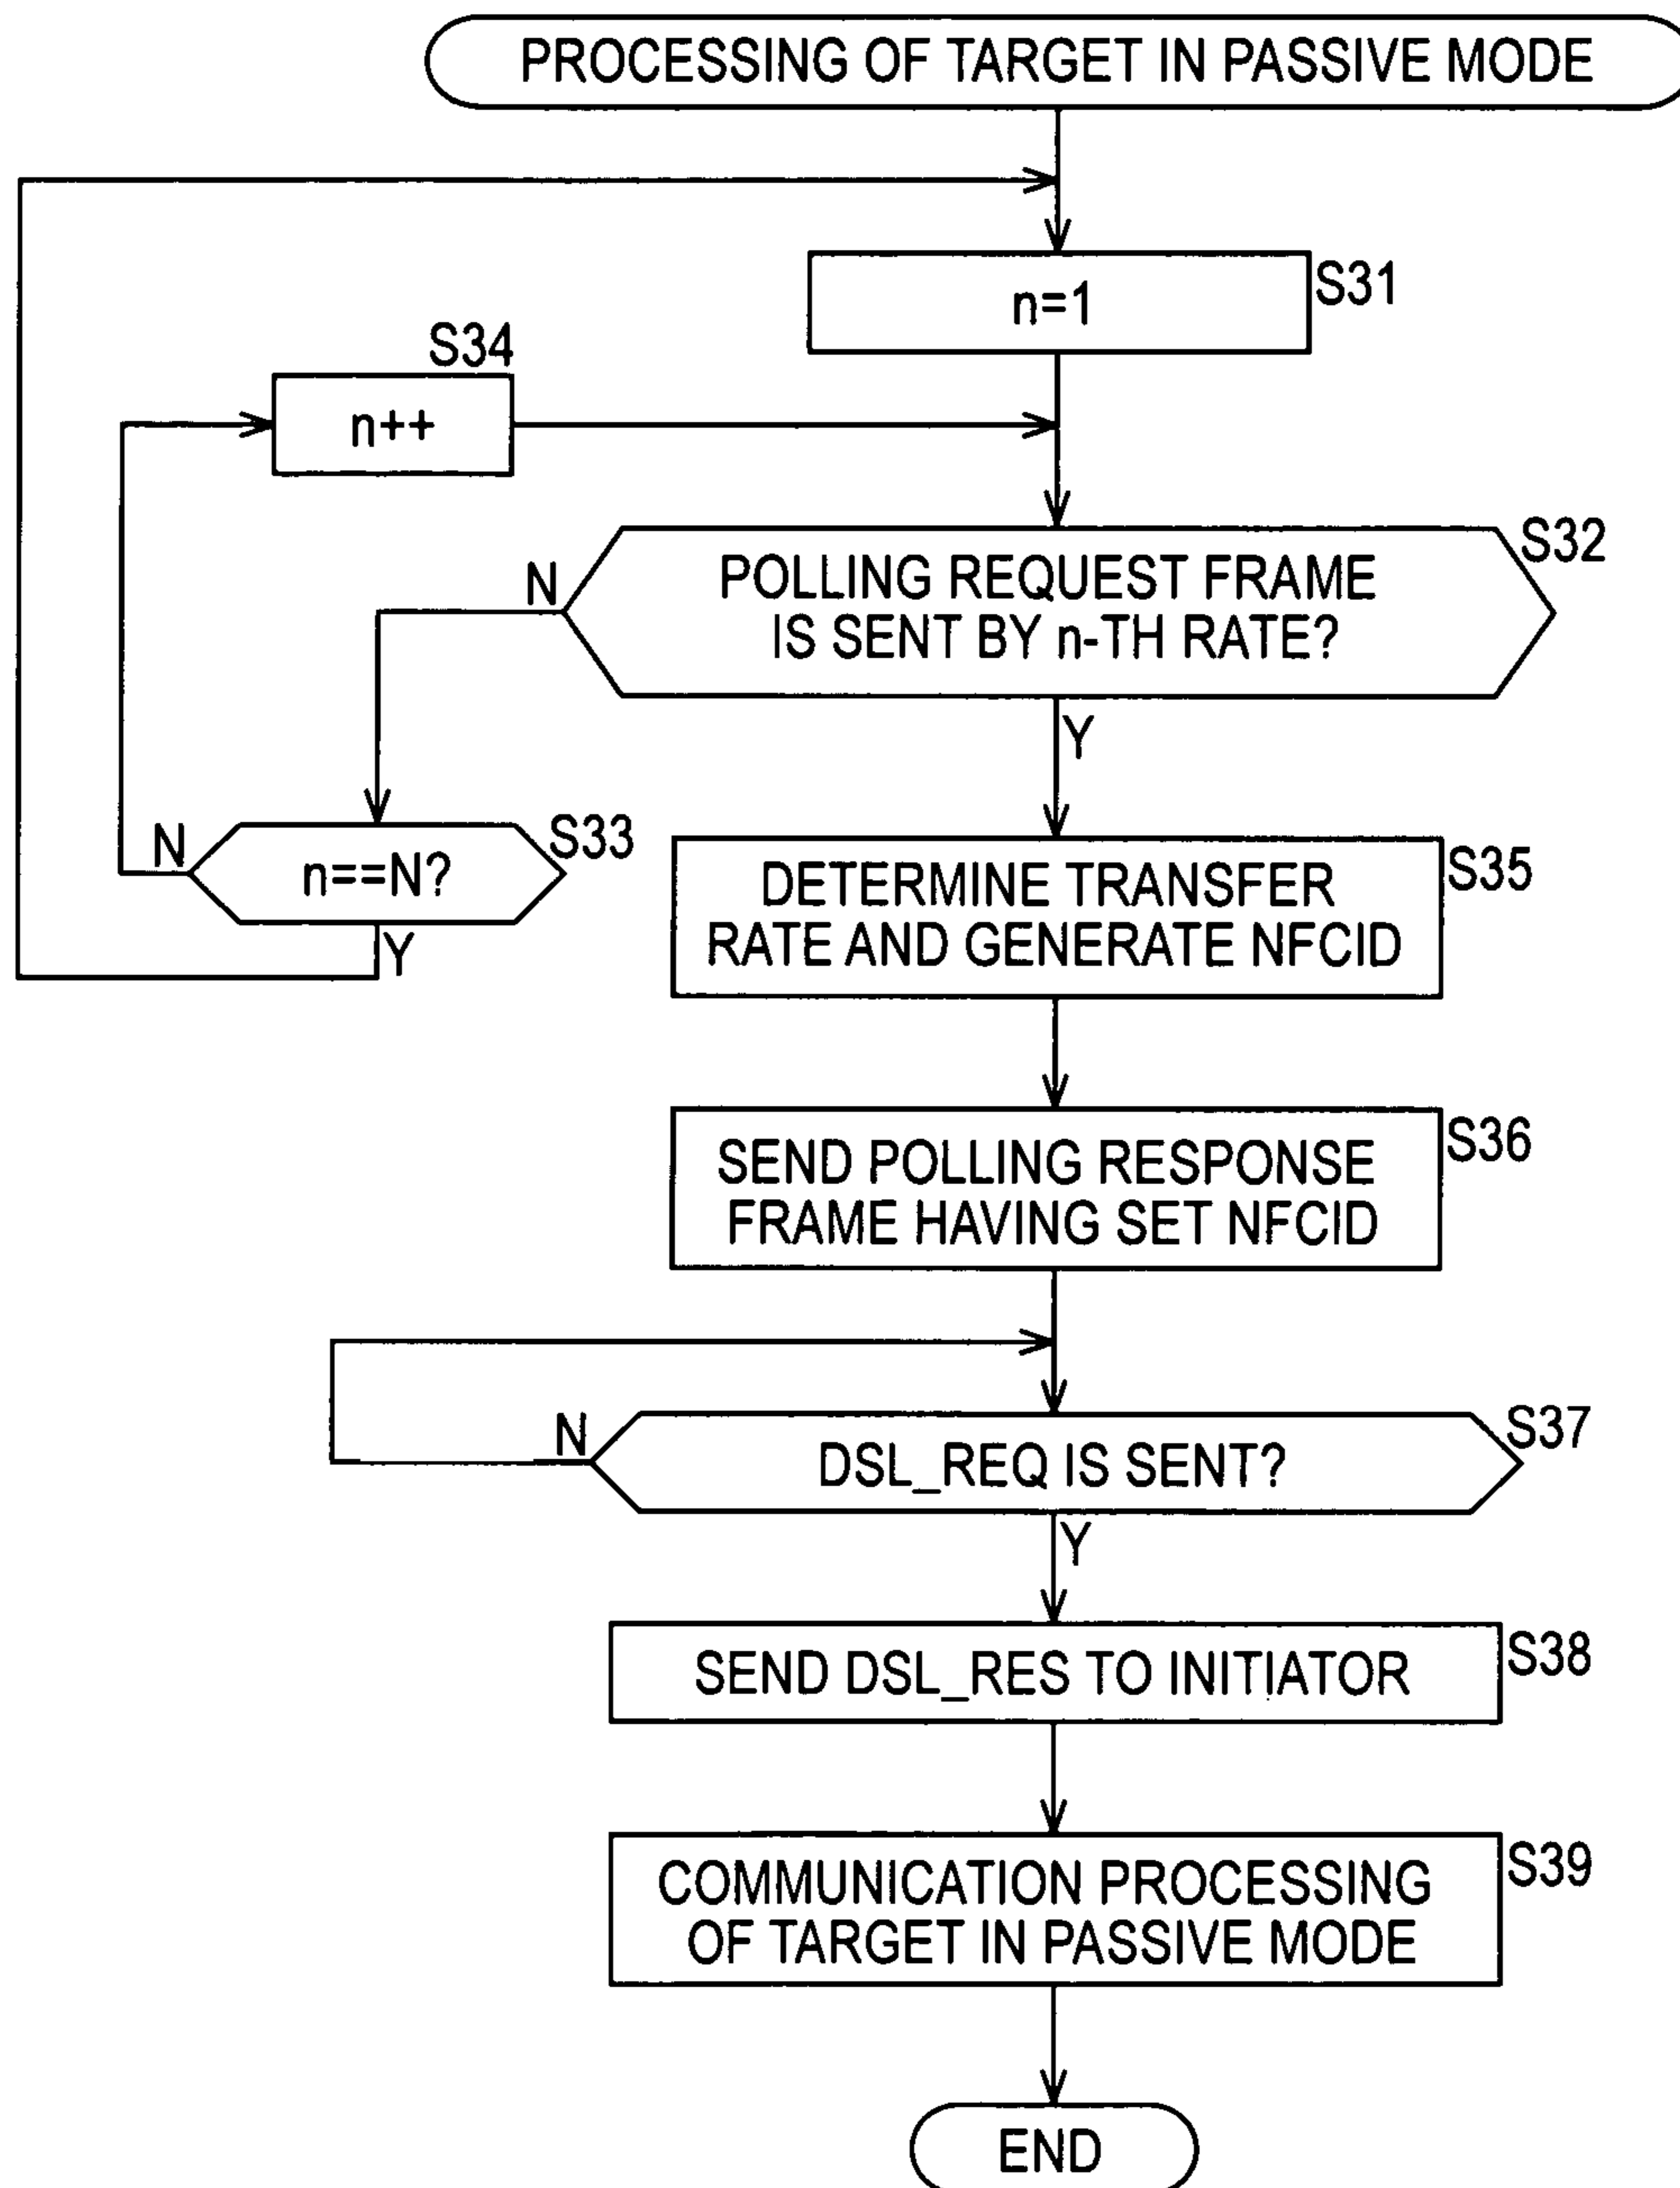 PROCESSING OF TARGET IN PASSIVE MODE
S31
n=1
S34
n++
S32
N
POLLING REQUEST FRAME
IS SENT BY n-TH RATE?
Y
S33
N
n==N?
Y
S35
DETERMINE TRANSFER
RATE AND GENERATE NFCID
S36
SEND POLLING RESPONSE
FRAME HAVING SET NFCID
S37
N
DSL_REQ IS SENT?
Y
S38
SEND DSL_RES TO INITIATOR
S39
COMMUNICATION PROCESSING
OF TARGET IN PASSIVE MODE
END